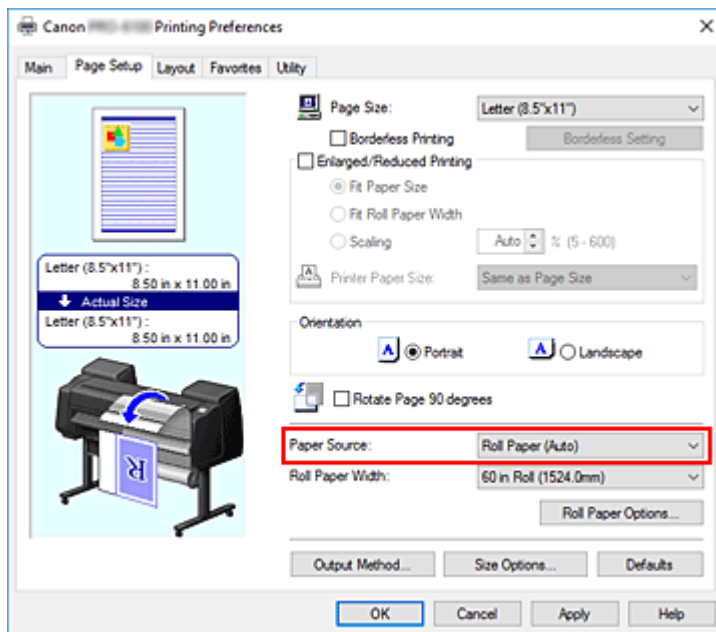 Canon Printing Preferences
Main Page Setup Layout Favorites Utility
Page Size: Letter (8.5"x11")
Borderless Printing Borderless Setting
Enlarged/Reduced Printing
Fit Paper Size
Fit Roll Paper Width
Scaling Auto % (5 - 600)
Printer Paper Size: Same as Page Size
Letter (8.5"x11") :
8.50 in x 11.00 in
Actual Size
Letter (8.5"x11") :
8.50 in x 11.00 in
Orientation
A Portrait A Landscape
Rotate Page 90 degrees
Paper Source: Roll Paper (Auto)
Roll Paper Width: 60 in Roll (1524.0mm)
R
Roll Paper Options...
Output Method... Size Options... Defaults
OK Cancel Apply Help